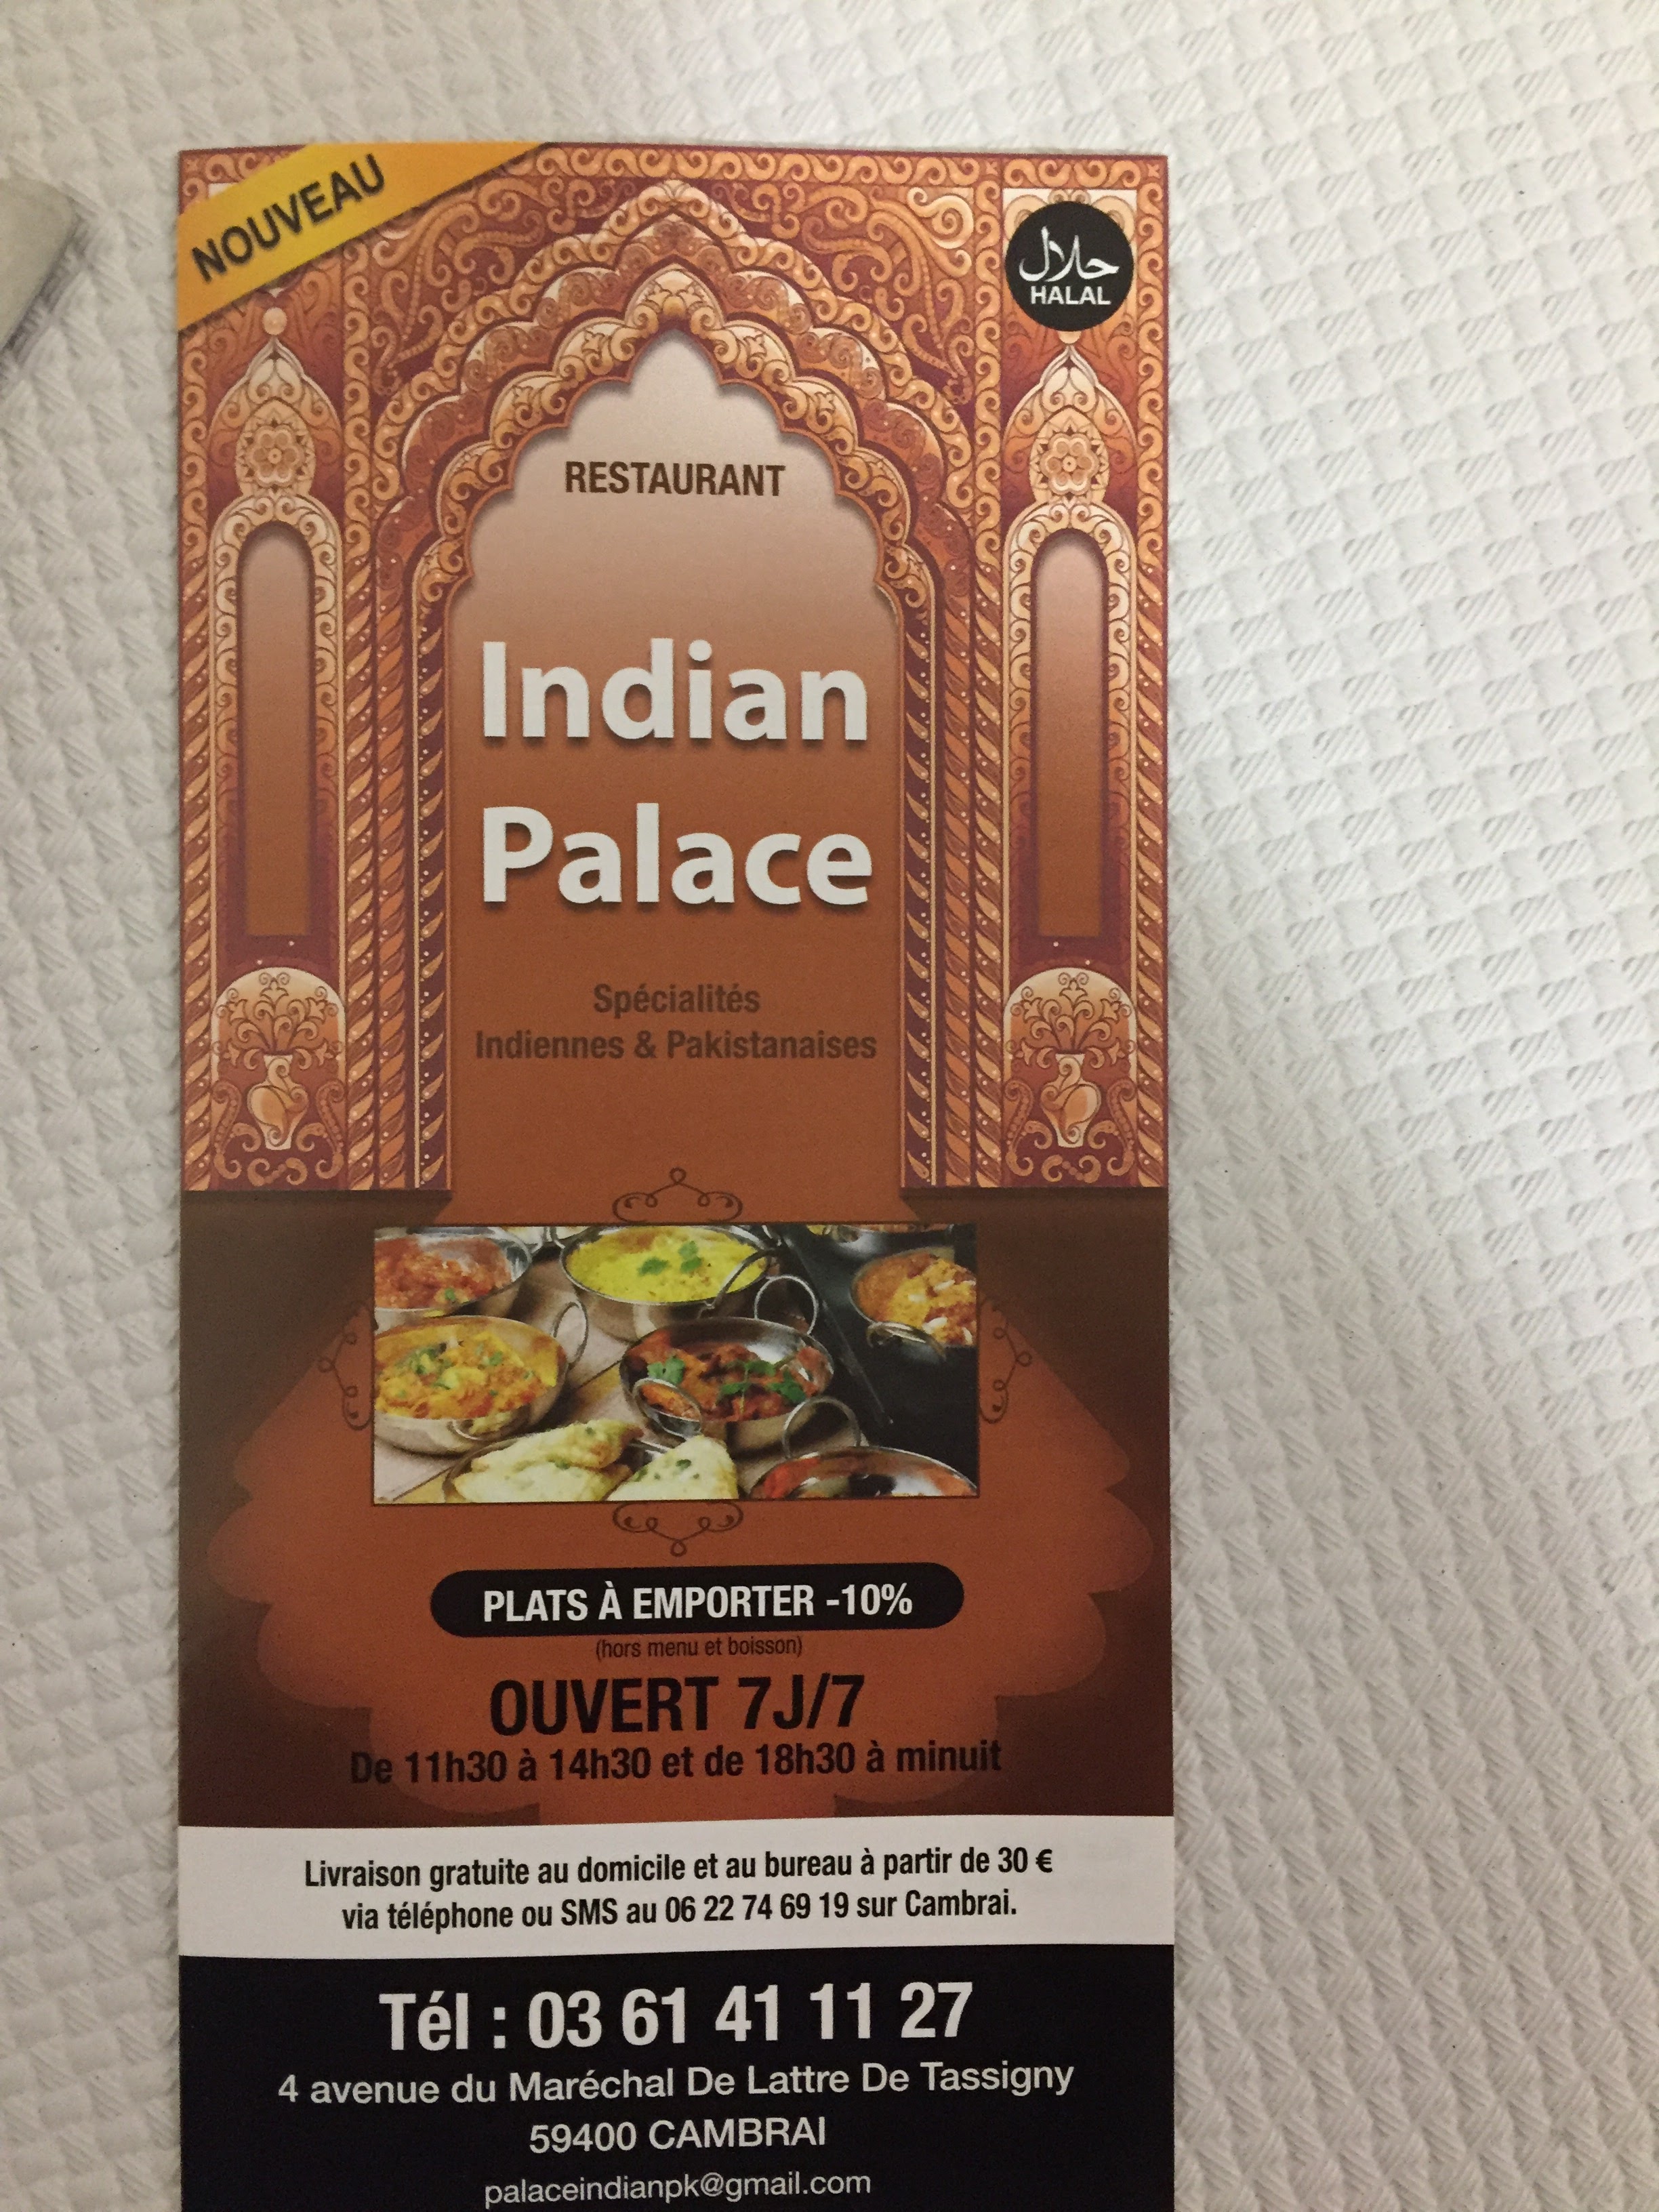 NOUVEAU
حلال
HALAL
RESTAURANT
Indian
Palace
Spécialités
Indiennes & Pakistanaises
PLATS À EMPORTER -10%
(hors menu et boisson)
OUVERT 7J/7
De 11h30 à 14h30 et de 18h30 à minuit
Livraison gratuite au domicile et au bureau à partir de 30 €
via téléphone ou SMS au 06 22 74 69 19 sur Cambrai.
Tél : 03 61 41 11 27
4 avenue du Maréchal De Lattre De Tassigny
59400 CAMBRAI
palaceindianpk@gmail.com